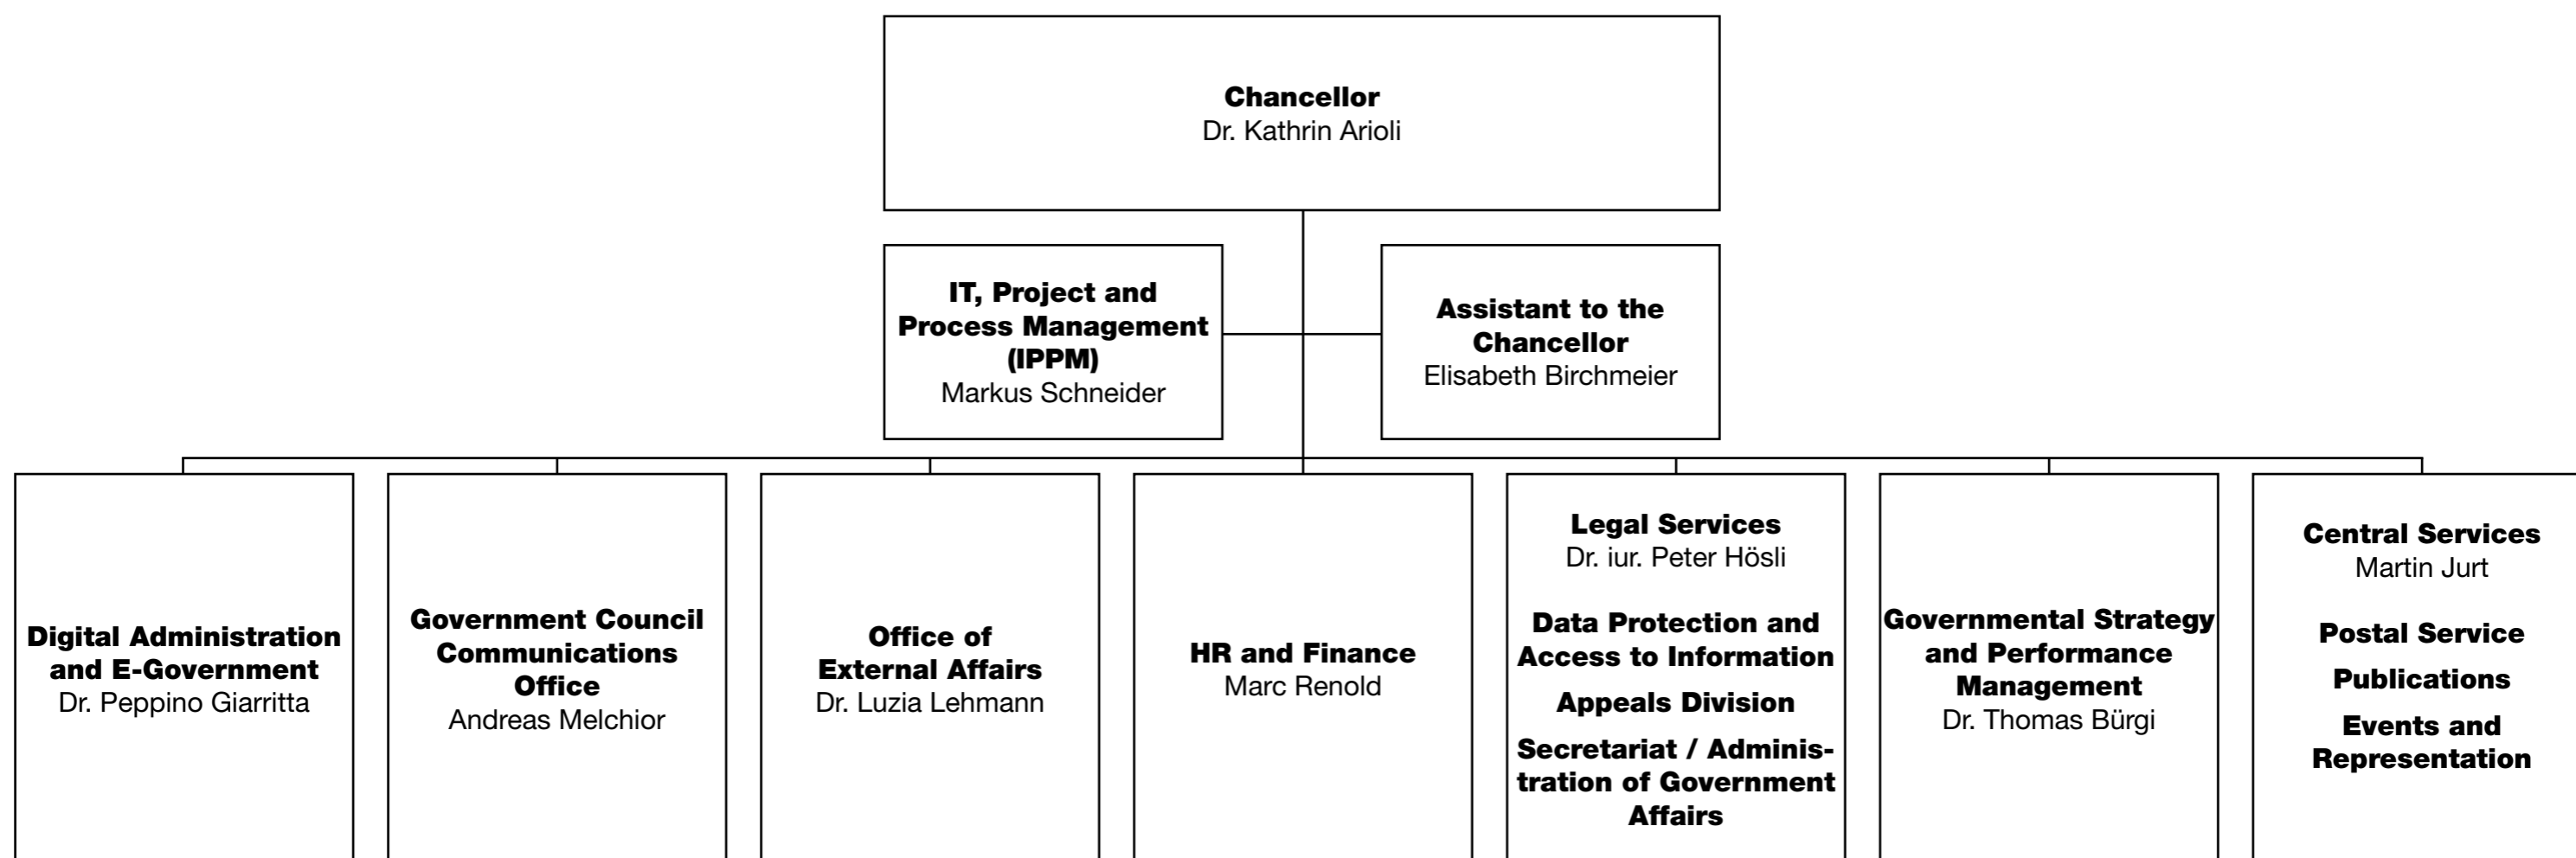 Chancellor
Dr. Kathrin Arioli
IT, Project and
Process Management
(IPPM)
Markus Schneider
Assistant to the
Chancellor
Elisabeth Birchmeier
Digital Administration
and E-Government
Dr. Peppino Giarritta
Government Council
Communications
Office
Andreas Melchior
Office of
External Affairs
Dr. Luzia Lehmann
HR and Finance
Marc Renold
Legal Services
Dr. iur. Peter Hösli
Data Protection and
Access to Information
Appeals Division
Secretariat / Adminis-
tration of Government
Affairs
Governmental Strategy
and Performance
Management
Dr. Thomas Bürgi
Central Services
Martin Jurt
Postal Service
Publications
Events and
Representation